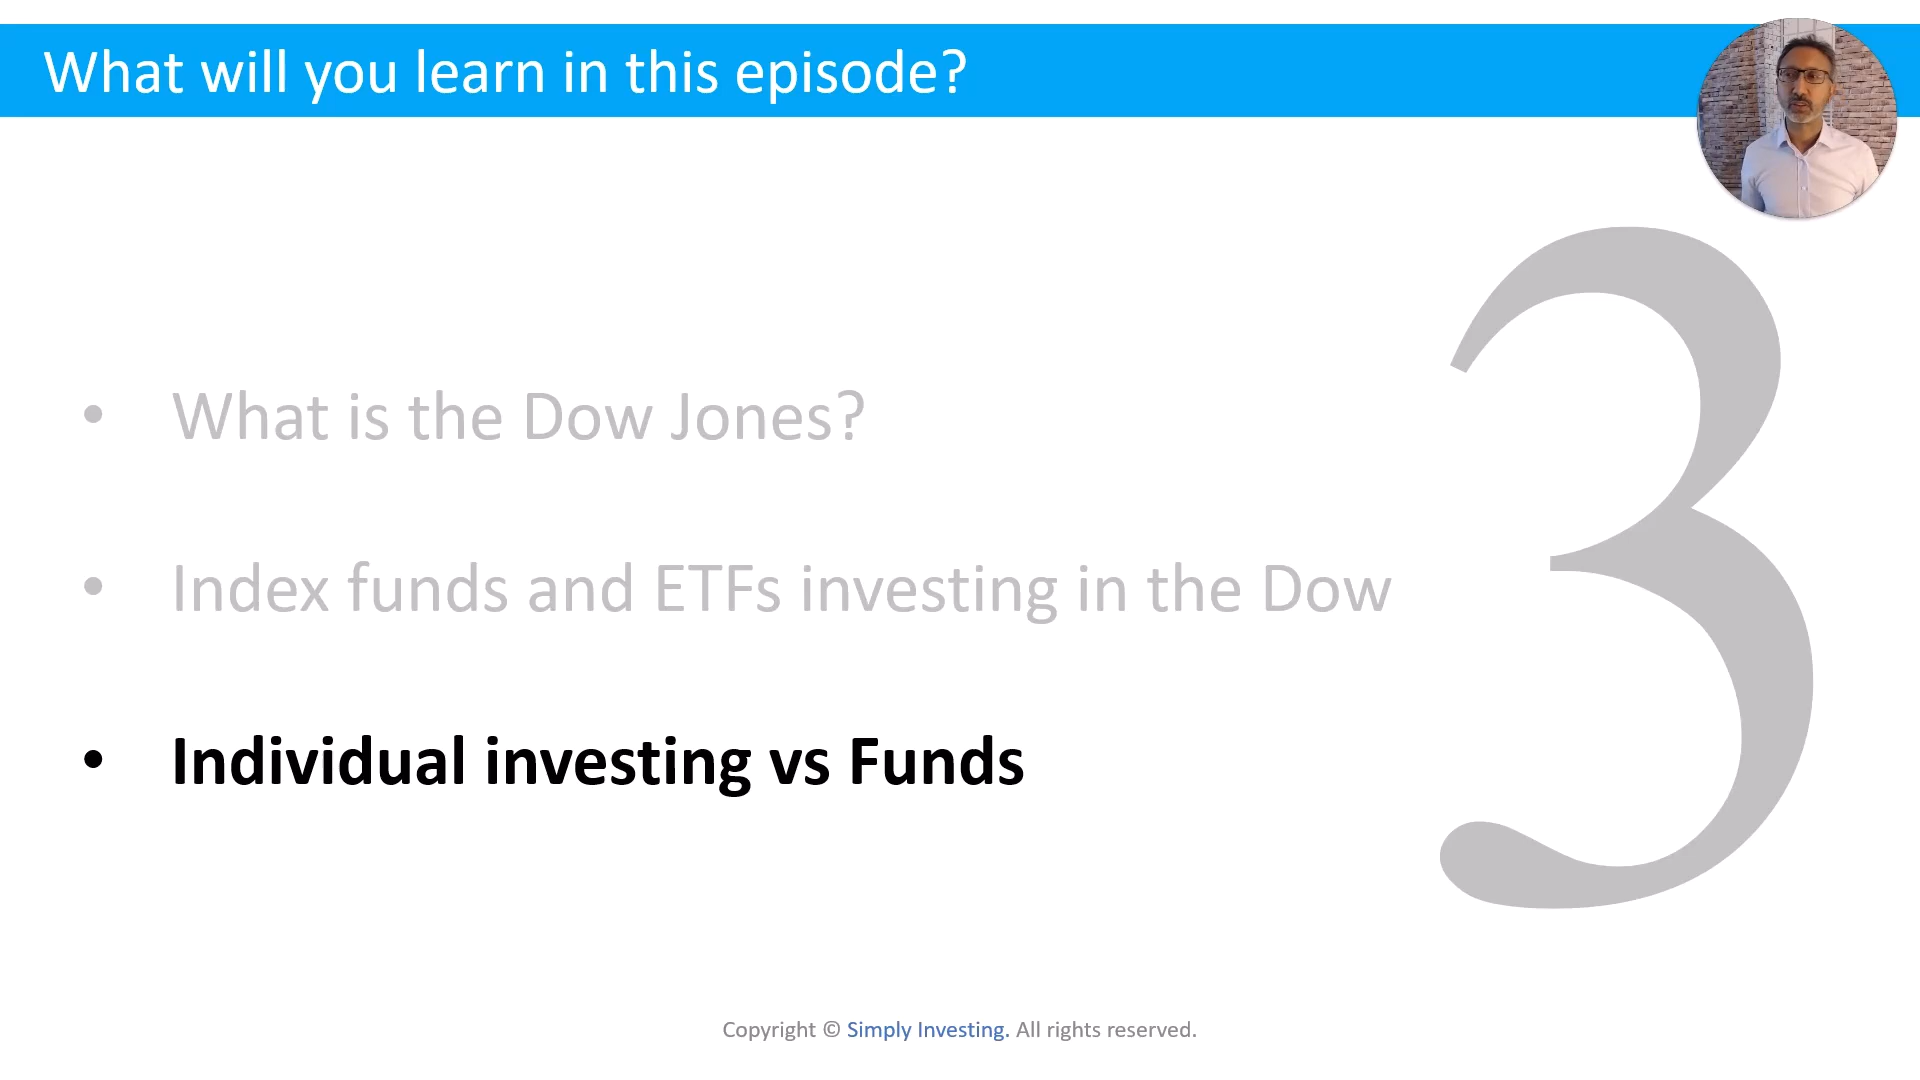 What will you learn in this episode?
3
• What is the Dow Jones?
• Index funds and ETFs investing in the Dow
• Individual investing vs Funds
Copyright © Simply Investing. All rights reserved.